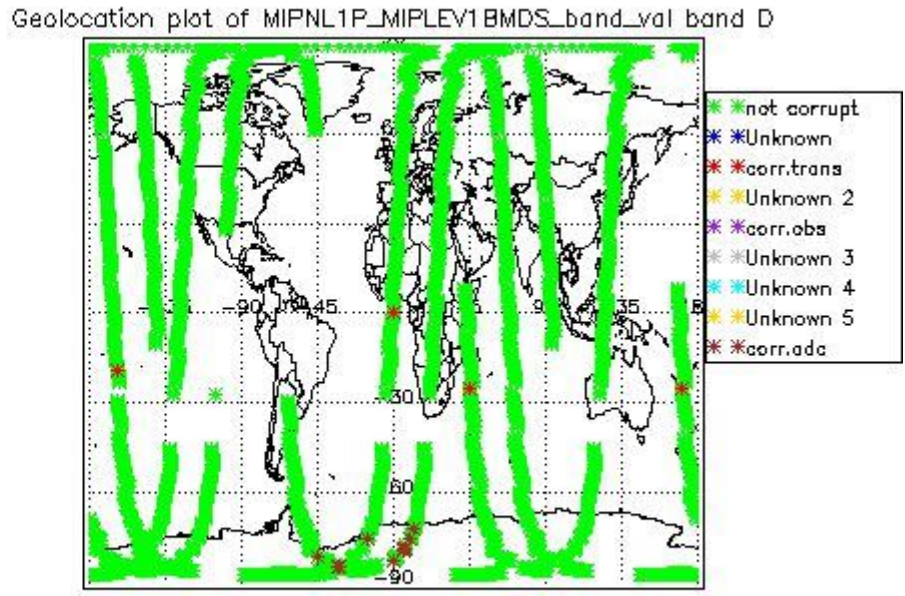 Geolocation plot of MIPNL1P_MIPLEV1BMDS_band_val band D
not corrupt
Unknown
corr.trans
Unknown 2
corr.obs
Unknown 3
Unknown 4
Unknown 5
corr.adc
-90
-30
-60
-90